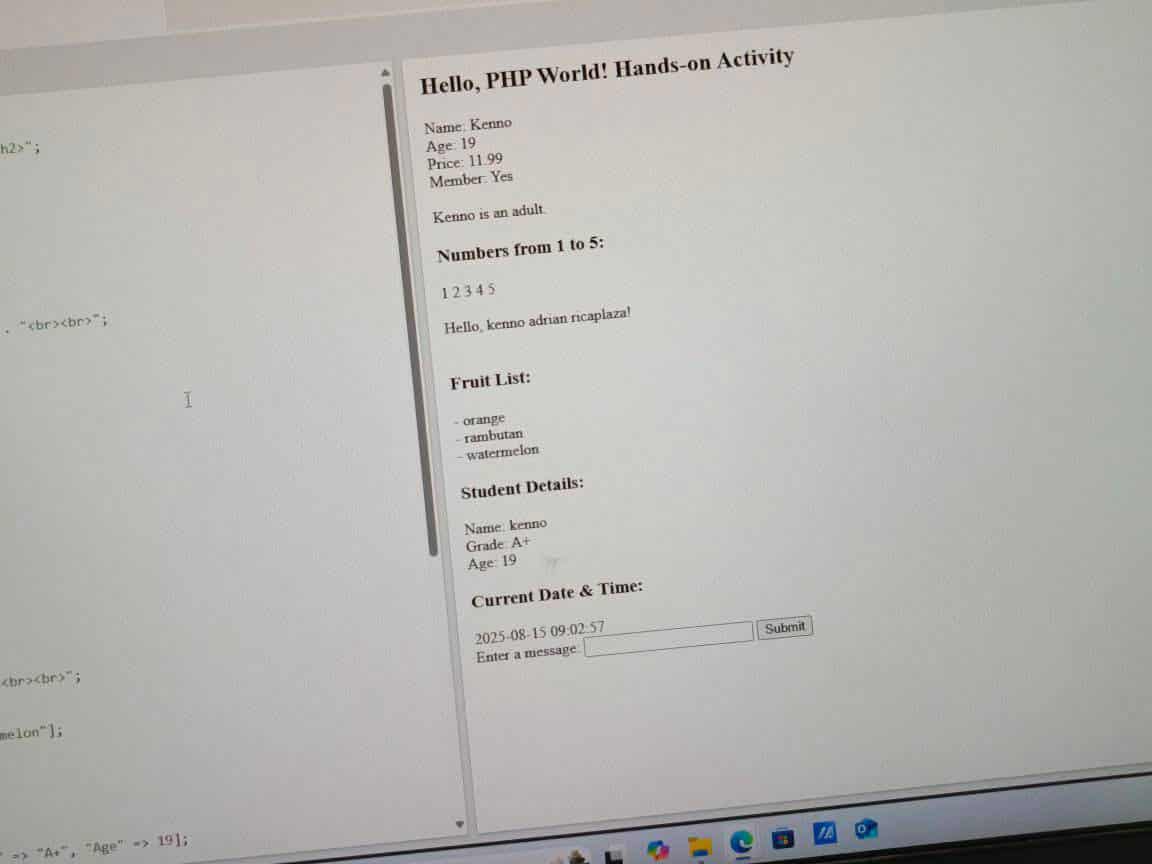 h2>";
. "<br><br>";
<br><br>";
melon"];
" => "A+", "Age" => 19];
Hello, PHP World! Hands-on Activity
Name: Kenno
Age: 19
Price: 11.99
Member: Yes
Kenno is an adult.
Numbers from 1 to 5:
1 2 3 4 5
Hello, kenno adrian ricaplaza!
Fruit List:
- orange
- rambutan
- watermelon
Student Details:
Name: kenno
Grade: A+
Age: 19
Current Date & Time:
2025-08-15 09:02:57
Enter a message: Submit